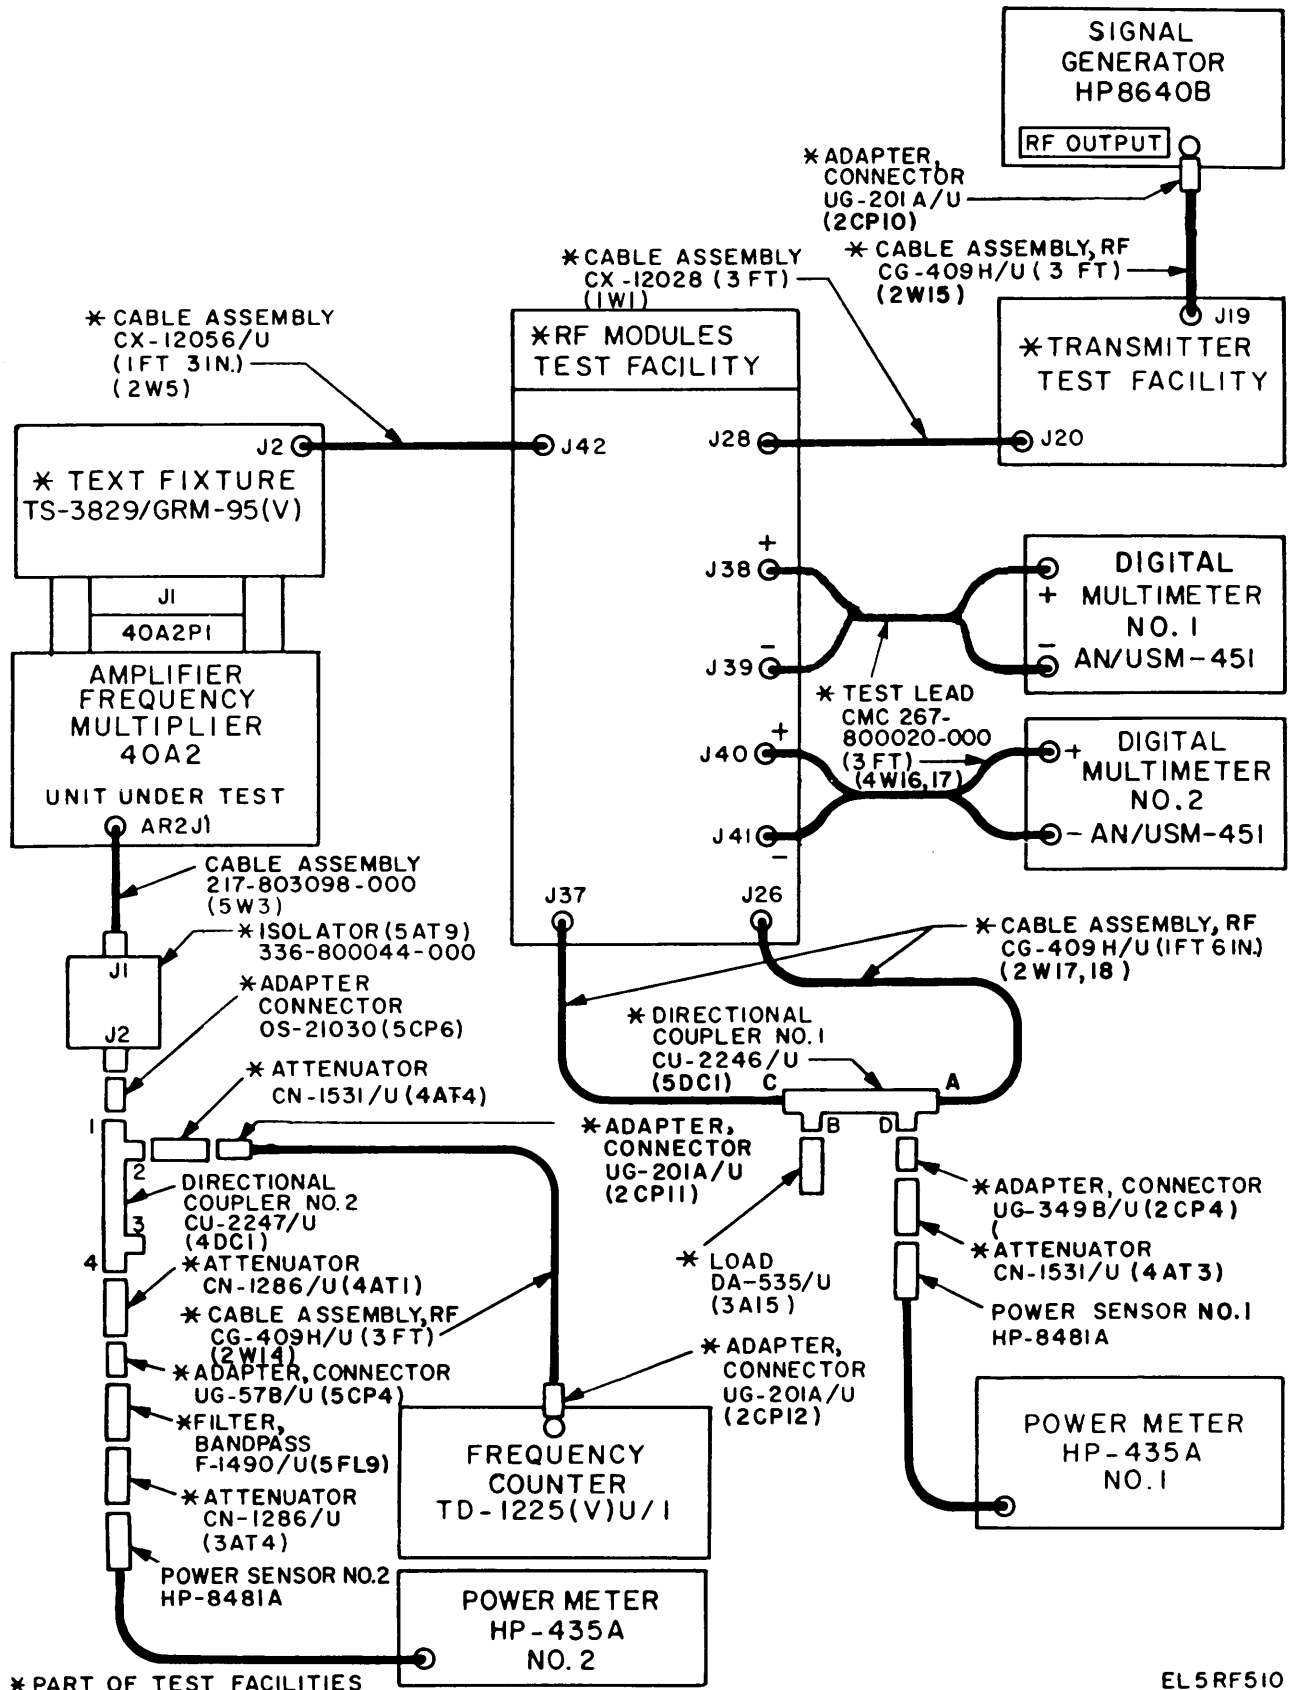 SIGNAL
GENERATOR
HP8640B
RF OUTPUT
* ADAPTER,
CONNECTOR
UG-201A/U
(2CP10)
* CABLE ASSEMBLY, RF
CG-409H/U (3 FT)
(2W15)
* CABLE ASSEMBLY
CX-12028 (3 FT)
(1W1)
* CABLE ASSEMBLY
CX-12056/U
(1FT 3IN.)
(2W5)
J19
* TRANSMITTER
TEST FACILITY
J20
* RF MODULES
TEST FACILITY
J42
J28
J2
* TEXT FIXTURE
TS-3829/GRM-95(V)
J1
40A2P1
AMPLIFIER
FREQUENCY
MULTIPLIER
40A2
UNIT UNDER TEST
AR2J1
+
J38
-
J39
+
J40
J41
-
DIGITAL
+ MULTIMETER
NO. 1
- AN/USM-451
* TEST LEAD
CMC 267-
800020-000
(3 FT)
(4W16,17)
DIGITAL
+ MULTIMETER
NO. 2
- AN/USM-451
J37
J26
CABLE ASSEMBLY
217-803098-000
(5W3)
* ISOLATOR (5AT9)
336-800044-000
J1
J2
* ADAPTER
CONNECTOR
OS-21030 (5CP6)
* ATTENUATOR
CN-1531/U (4AT4)
* CABLE ASSEMBLY, RF
CG-409H/U (1FT 6IN.)
(2W17,18)
* DIRECTIONAL
COUPLER NO. 1
CU-2246/U
(5DC1)
C
A
B
D
* ADAPTER,
CONNECTOR
UG-201A/U
(2CP11)
1
2
3
4
DIRECTIONAL
COUPLER NO. 2
CU-2247/U
(4DC1)
* ATTENUATOR
CN-1286/U (4AT1)
* CABLE ASSEMBLY, RF
CG-409H/U (3 FT)
(2W14)
* ADAPTER, CONNECTOR
UG-57B/U (5CP4)
* FILTER,
BANDPASS
F-1490/U (5FL9)
* ATTENUATOR
CN-1286/U
(3AT4)
POWER SENSOR NO. 2
HP-8481A
* LOAD
DA-535/U
(3A15)
* ADAPTER, CONNECTOR
UG-349B/U (2CP4)
(
* ATTENUATOR
CN-1531/U (4AT3)
POWER SENSOR NO. 1
HP-8481A
* ADAPTER,
CONNECTOR
UG-201A/U
(2CP12)
FREQUENCY
COUNTER
TD-1225(V)U/1
POWER METER
HP-435A
NO. 1
POWER METER
HP-435A
NO. 2
* PART OF TEST FACILITIES
EL5RF510